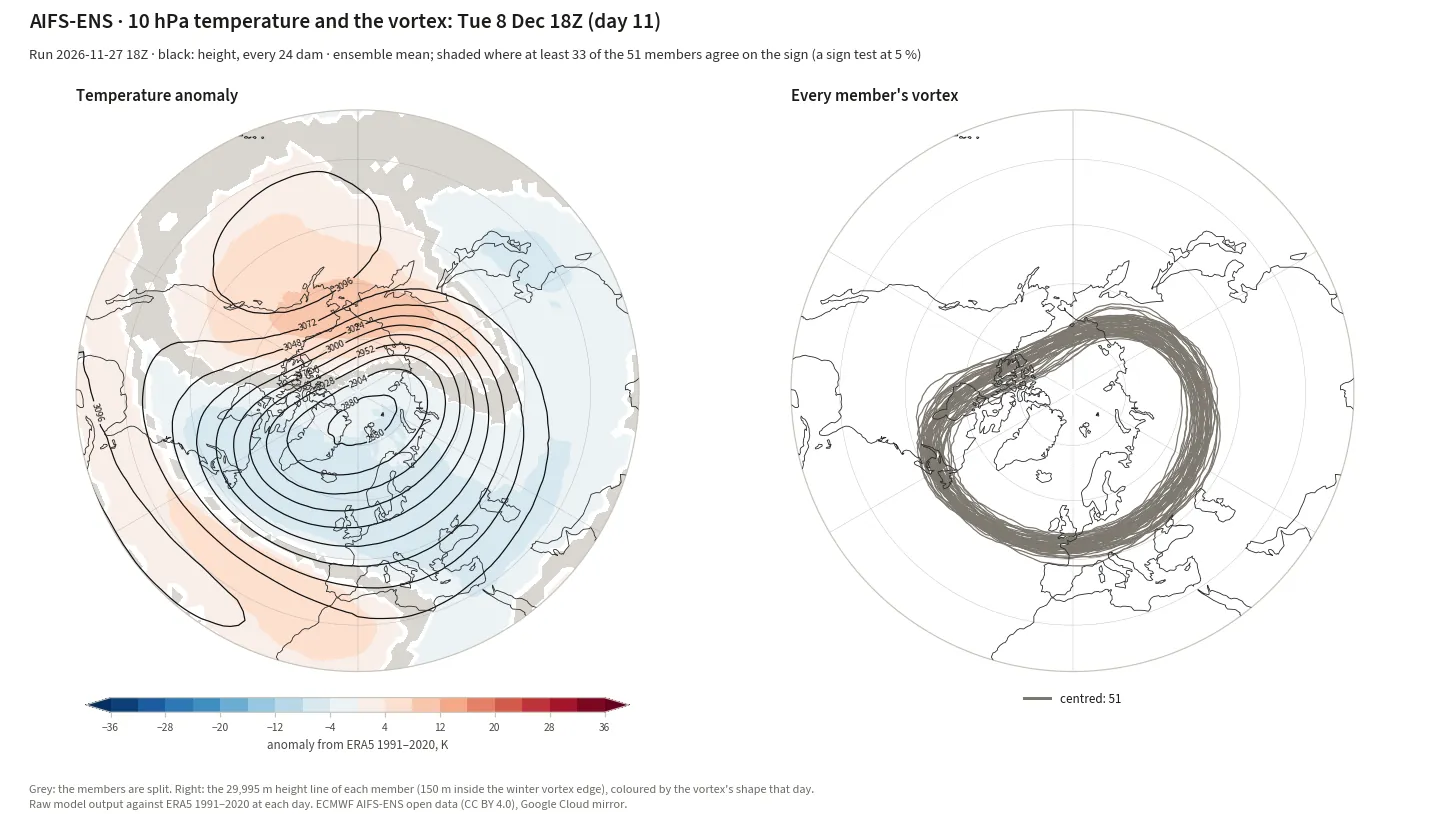 AIFS-ENS · 10 hPa temperature and the vortex: Tue 8 Dec 18Z (day 11)
Run 2026-11-27 18Z · black: height, every 24 dam · ensemble mean; shaded where at least 33 of the 51 members agree on the sign (a sign test at 5 %)
Temperature anomaly
Every member's vortex
3096
3072
3024
3048
3000
2952
2904
2880
3096
centred: 51
−36 −28 −20 −12 −4 4 12 20 28 36
anomaly from ERA5 1991–2020, K
Grey: the members are split. Right: the 29,995 m height line of each member (150 m inside the winter vortex edge), coloured by the vortex's shape that day.
Raw model output against ERA5 1991–2020 at each day. ECMWF AIFS-ENS open data (CC BY 4.0), Google Cloud mirror.